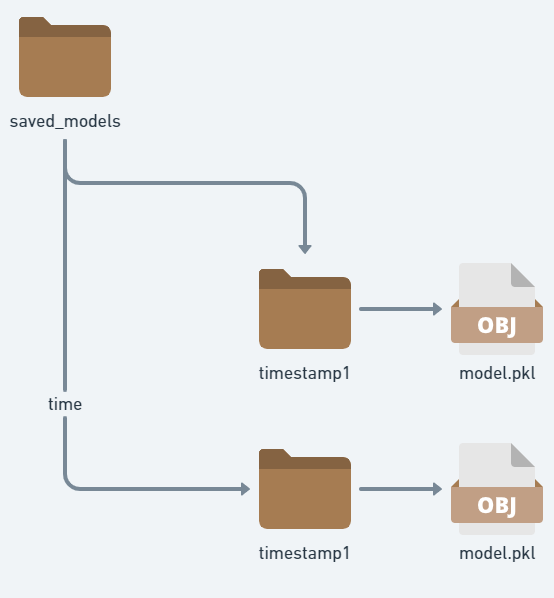 saved_models
OBJ
timestamp1
model.pkl
time
OBJ
timestamp1
model.pkl